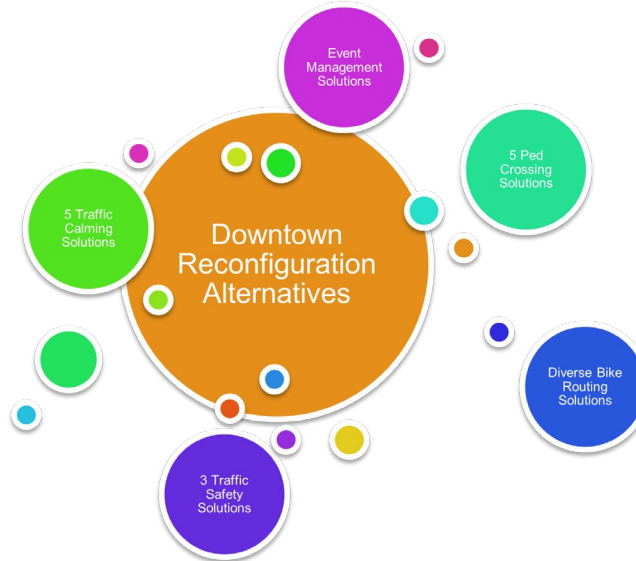 Event
Management
Solutions
5 Ped
Crossing
Solutions
5 Traffic
Calming
Solutions
Downtown
Reconfiguration
Alternatives
Diverse Bike
Routing
Solutions
3 Traffic
Safety
Solutions